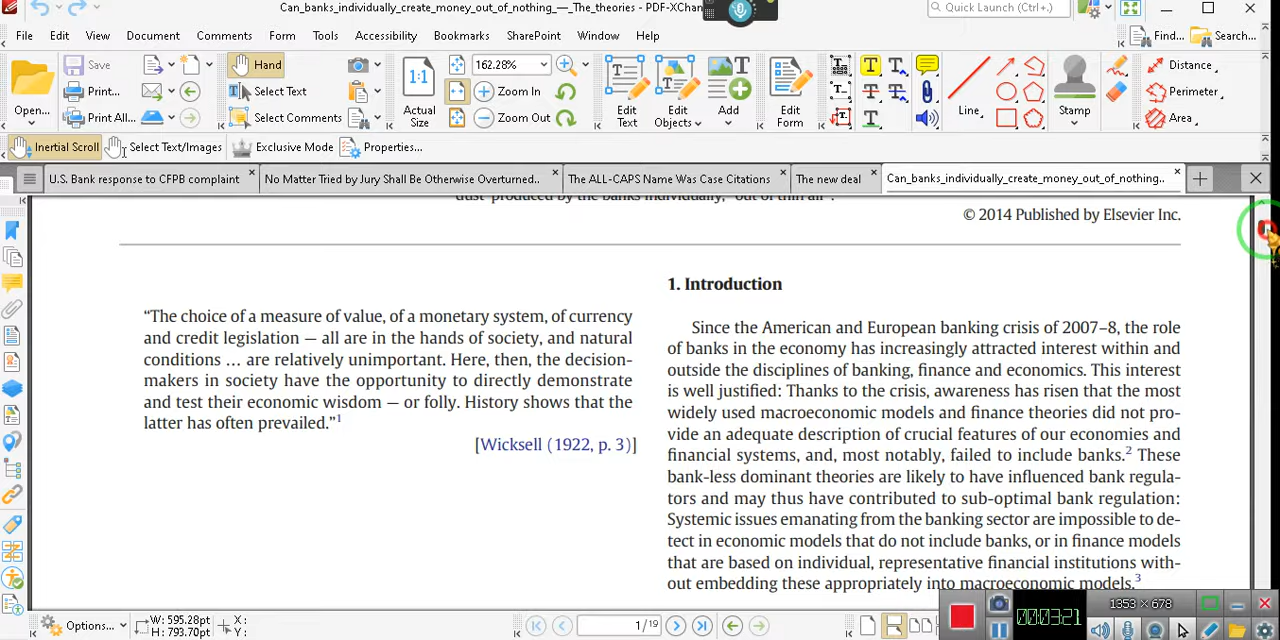 Can_banks_individually_create_money_out_of_nothing_—_The_theories - PDF-XChan
Quick Launch (Ctrl+.)
File Edit View Document Comments Form Tools Accessibility Bookmarks SharePoint Window Help
Find... Search...
Open...
Save
Print...
Print All...
Hand
Select Text
Select Comments
1:1
Actual
Size
162.28%
Zoom In
Zoom Out
Edit
Text
Edit
Objects
Add
Edit
Form
Line
Stamp
Distance
Perimeter
Area
Inertial Scroll Select Text/Images Exclusive Mode Properties...
U.S. Bank response to CFPB complaint No Matter Tried by Jury Shall Be Otherwise Overturned.. The ALL-CAPS Name Was Case Citations The new deal Can_banks_individually_create_money_out_of_nothing..
dust' produced by the banks individually, "out of thin air".
© 2014 Published by Elsevier Inc.
“The choice of a measure of value, of a monetary system, of currency
and credit legislation — all are in the hands of society, and natural
conditions … are relatively unimportant. Here, then, the decision-
makers in society have the opportunity to directly demonstrate
and test their economic wisdom — or folly. History shows that the
latter has often prevailed.”1
[Wicksell (1922, p. 3)]
1. Introduction
Since the American and European banking crisis of 2007–8, the role
of banks in the economy has increasingly attracted interest within and
outside the disciplines of banking, finance and economics. This interest
is well justified: Thanks to the crisis, awareness has risen that the most
widely used macroeconomic models and finance theories did not pro-
vide an adequate description of crucial features of our economies and
financial systems, and, most notably, failed to include banks.2 These
bank-less dominant theories are likely to have influenced bank regula-
tors and may thus have contributed to sub-optimal bank regulation:
Systemic issues emanating from the banking sector are impossible to de-
tect in economic models that do not include banks, or in finance models
that are based on individual, representative financial institutions with-
out embedding these appropriately into macroeconomic models.3
Options...
W: 595.28pt
H: 793.70pt
X:
Y:
1/19
00:03:21
1353 × 678